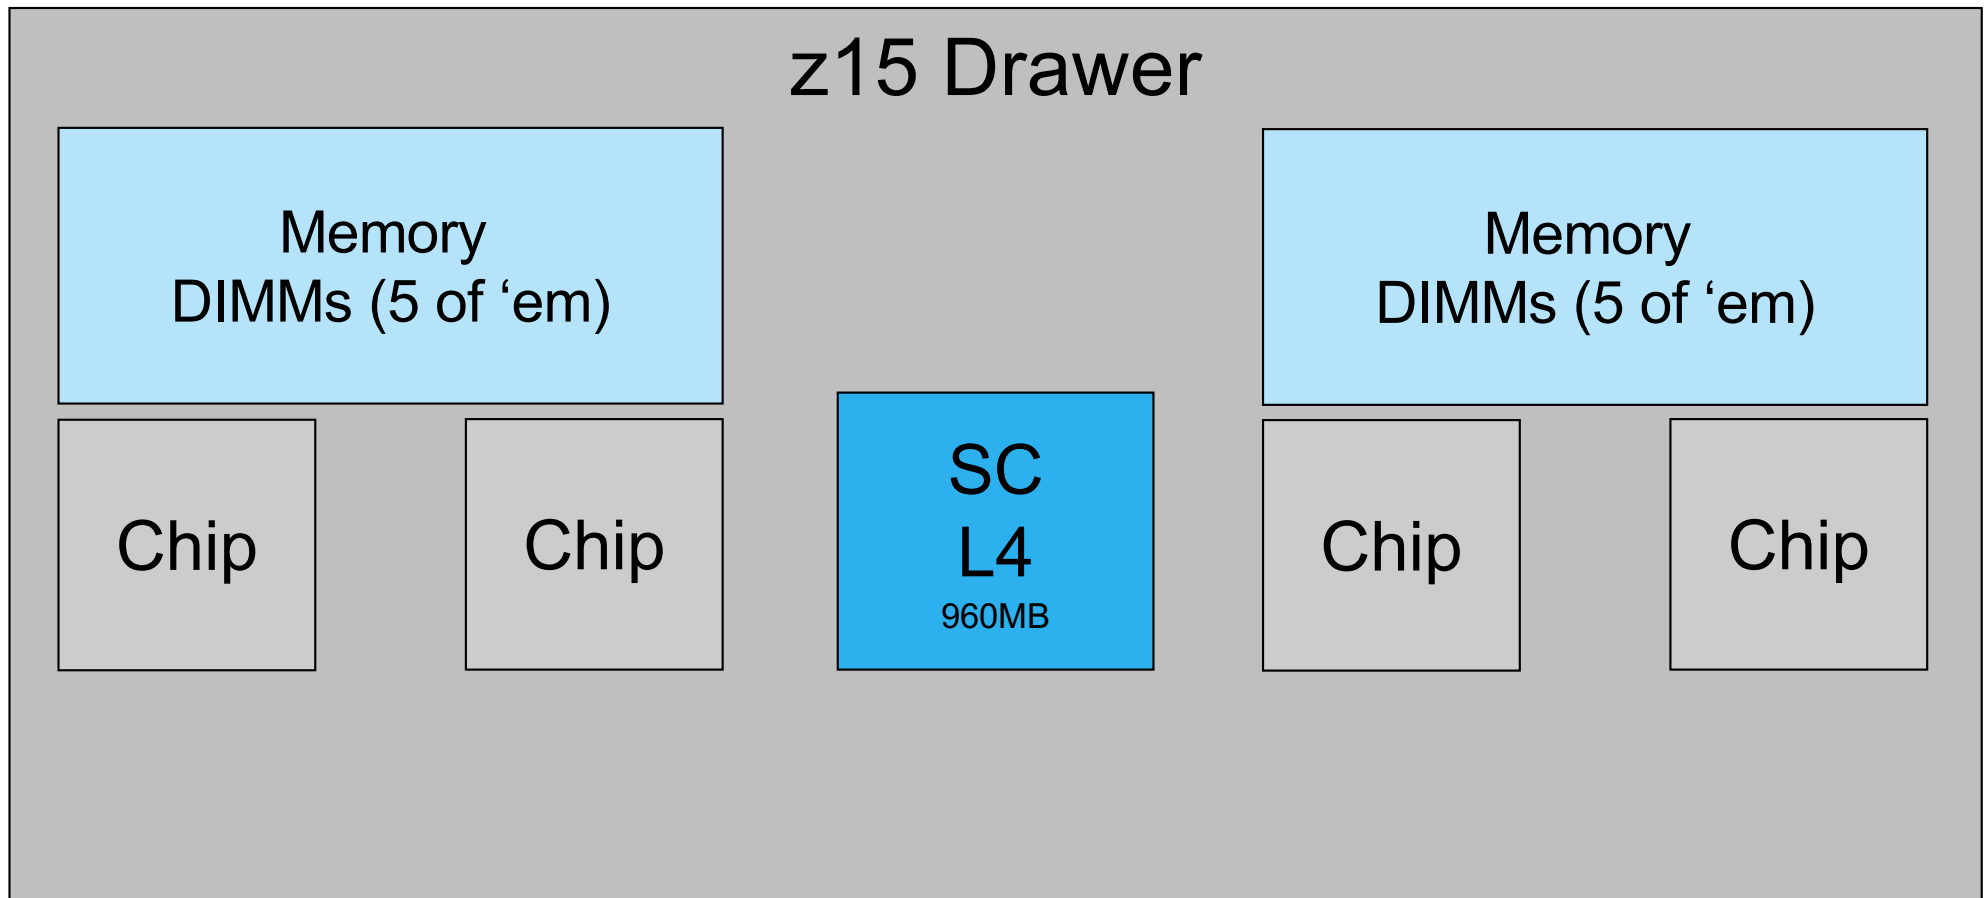 z15 Drawer
Memory
DIMMs (5 of ‘em)
Memory
DIMMs (5 of ‘em)
Chip
Chip
SC
L4
960MB
Chip
Chip